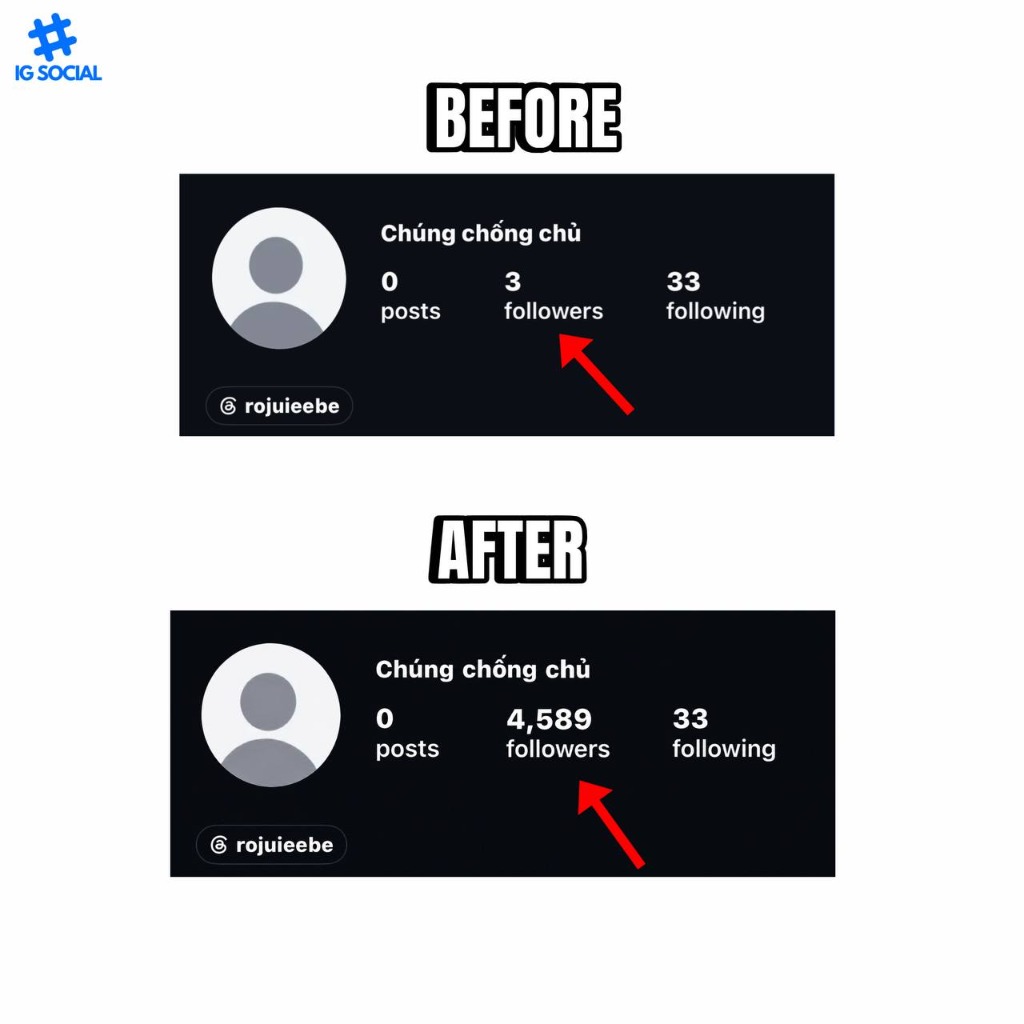 IG SOCIAL
BEFORE
Chúng chống chủ
0 3 33
posts followers following
rojuieebe
AFTER
Chúng chống chủ
0 4,589 33
posts followers following
rojuieebe